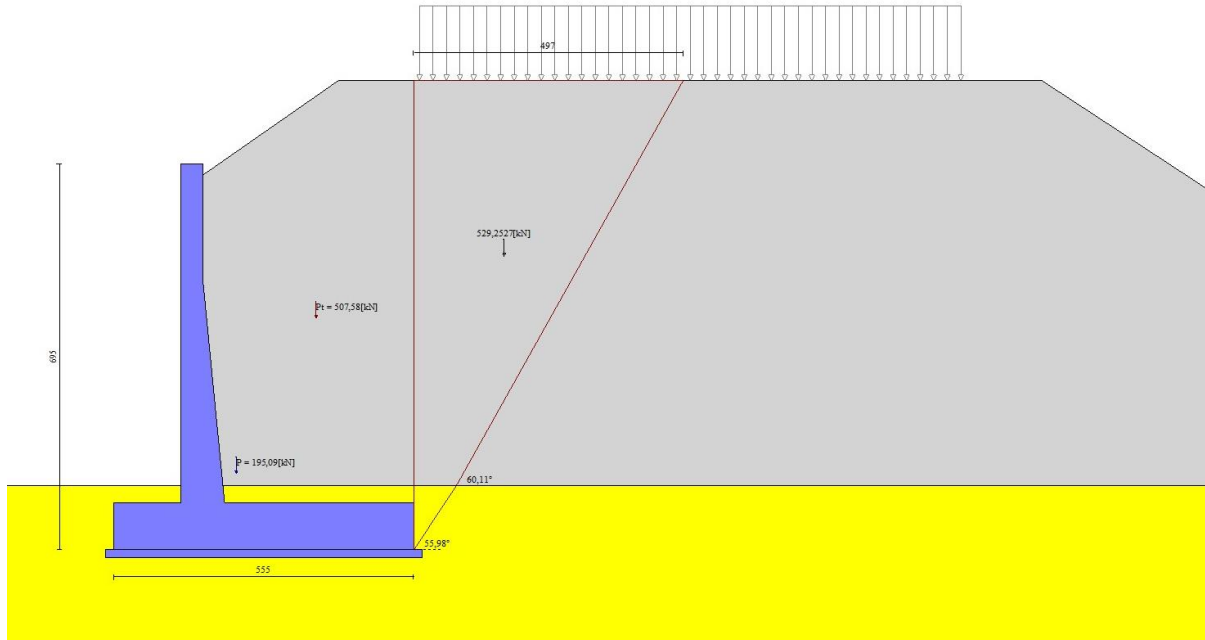 497
529,2527[kN]
Pt = 507,58[kN]
695
P = 195,09[kN]
60,11°
55,98°
555